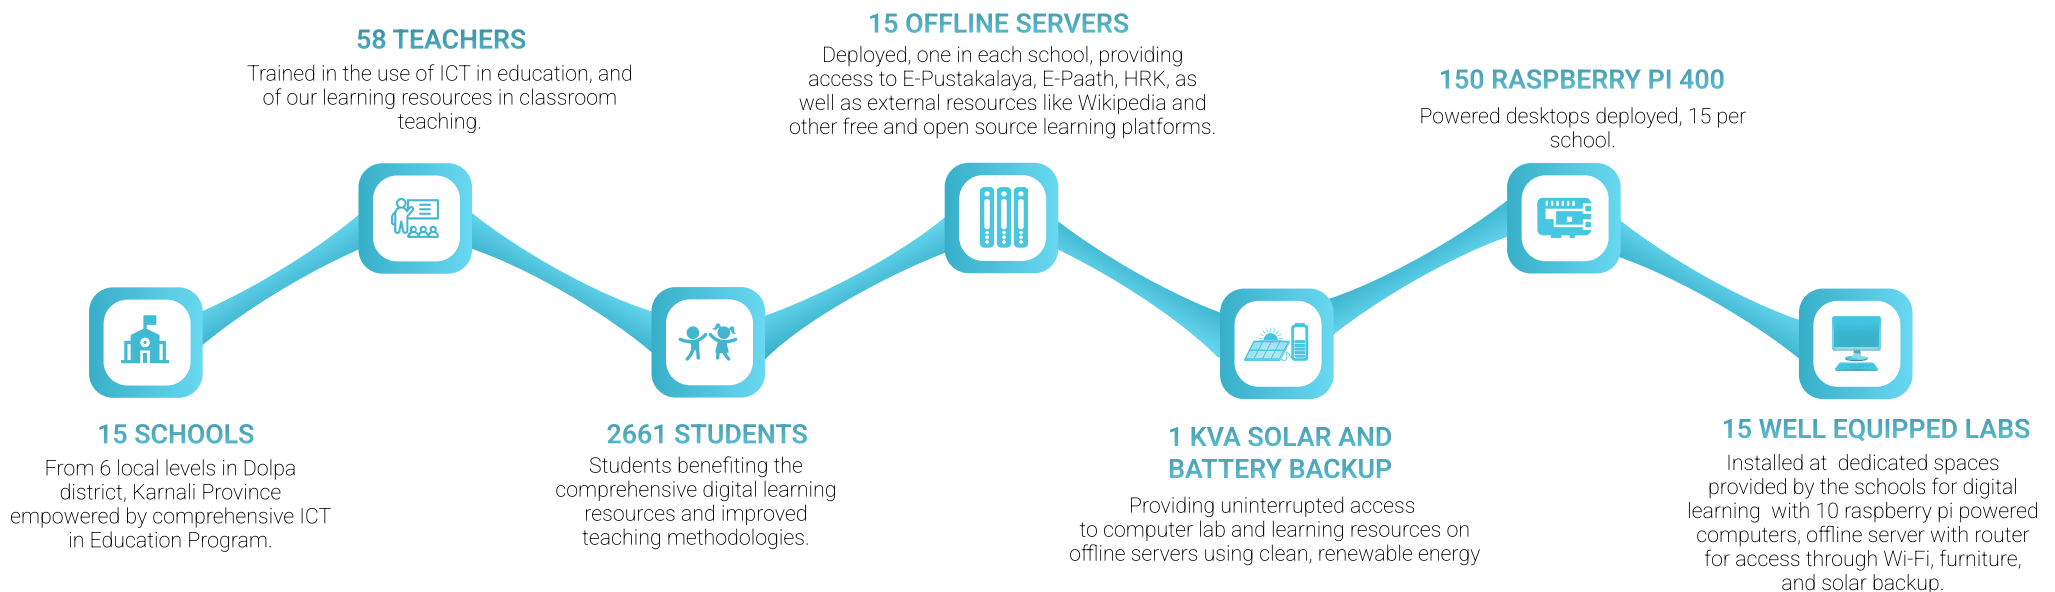 15 SCHOOLS
From 6 local levels in Dolpa
district, Karnali Province
empowered by comprehensive ICT
in Education Program.
58 TEACHERS
Trained in the use of ICT in education, and
of our learning resources in classroom
teaching.
2661 STUDENTS
Students benefiting the
comprehensive digital learning
resources and improved
teaching methodologies.
15 OFFLINE SERVERS
Deployed, one in each school, providing
access to E-Pustakalaya, E-Paath, HRK, as
well as external resources like Wikipedia and
other free and open source learning platforms.
1 KVA SOLAR AND
BATTERY BACKUP
Providing uninterrupted access
to computer lab and learning resources on
offline servers using clean, renewable energy
150 RASPBERRY PI 400
Powered desktops deployed, 15 per
school.
15 WELL EQUIPPED LABS
Installed at  dedicated spaces
provided by the schools for digital
learning  with 10 raspberry pi powered
computers, offline server with router
for access through Wi-Fi, furniture,
and solar backup.